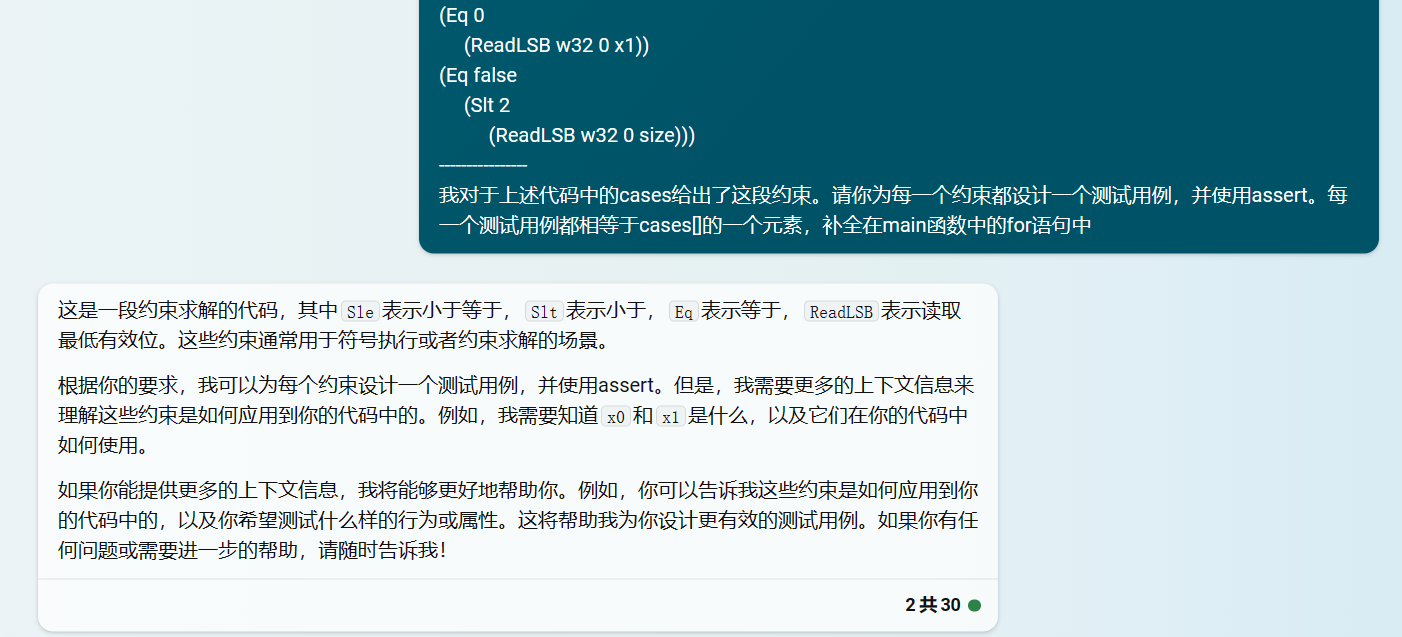 (Eq 0
(ReadLSB w32 0 x1))
(Eq false
(Slt 2
(ReadLSB w32 0 size)))
----------------
我对于上述代码中的cases给出了这段约束。请你为每一个约束都设计一个测试用例，并使用assert。每
一个测试用例都相等于cases[]的一个元素，补全在main函数中的for语句中
这是一段约束求解的代码，其中 Sle 表示小于等于， Slt 表示小于， Eq 表示等于， ReadLSB 表示读取
最低有效位。这些约束通常用于符号执行或者约束求解的场景。
根据你的要求，我可以为每个约束设计一个测试用例，并使用assert。但是，我需要更多的上下文信息来
理解这些约束是如何应用到你的代码中的。例如，我需要知道 x0 和 x1 是什么，以及它们在你的代码中
如何使用。
如果你能提供更多的上下文信息，我将能够更好地帮助你。例如，你可以告诉我这些约束是如何应用到你
的代码中的，以及你希望测试什么样的行为或属性。这将帮助我为你设计更有效的测试用例。如果你有任
何问题或需要进一步的帮助，请随时告诉我！
2 共 30